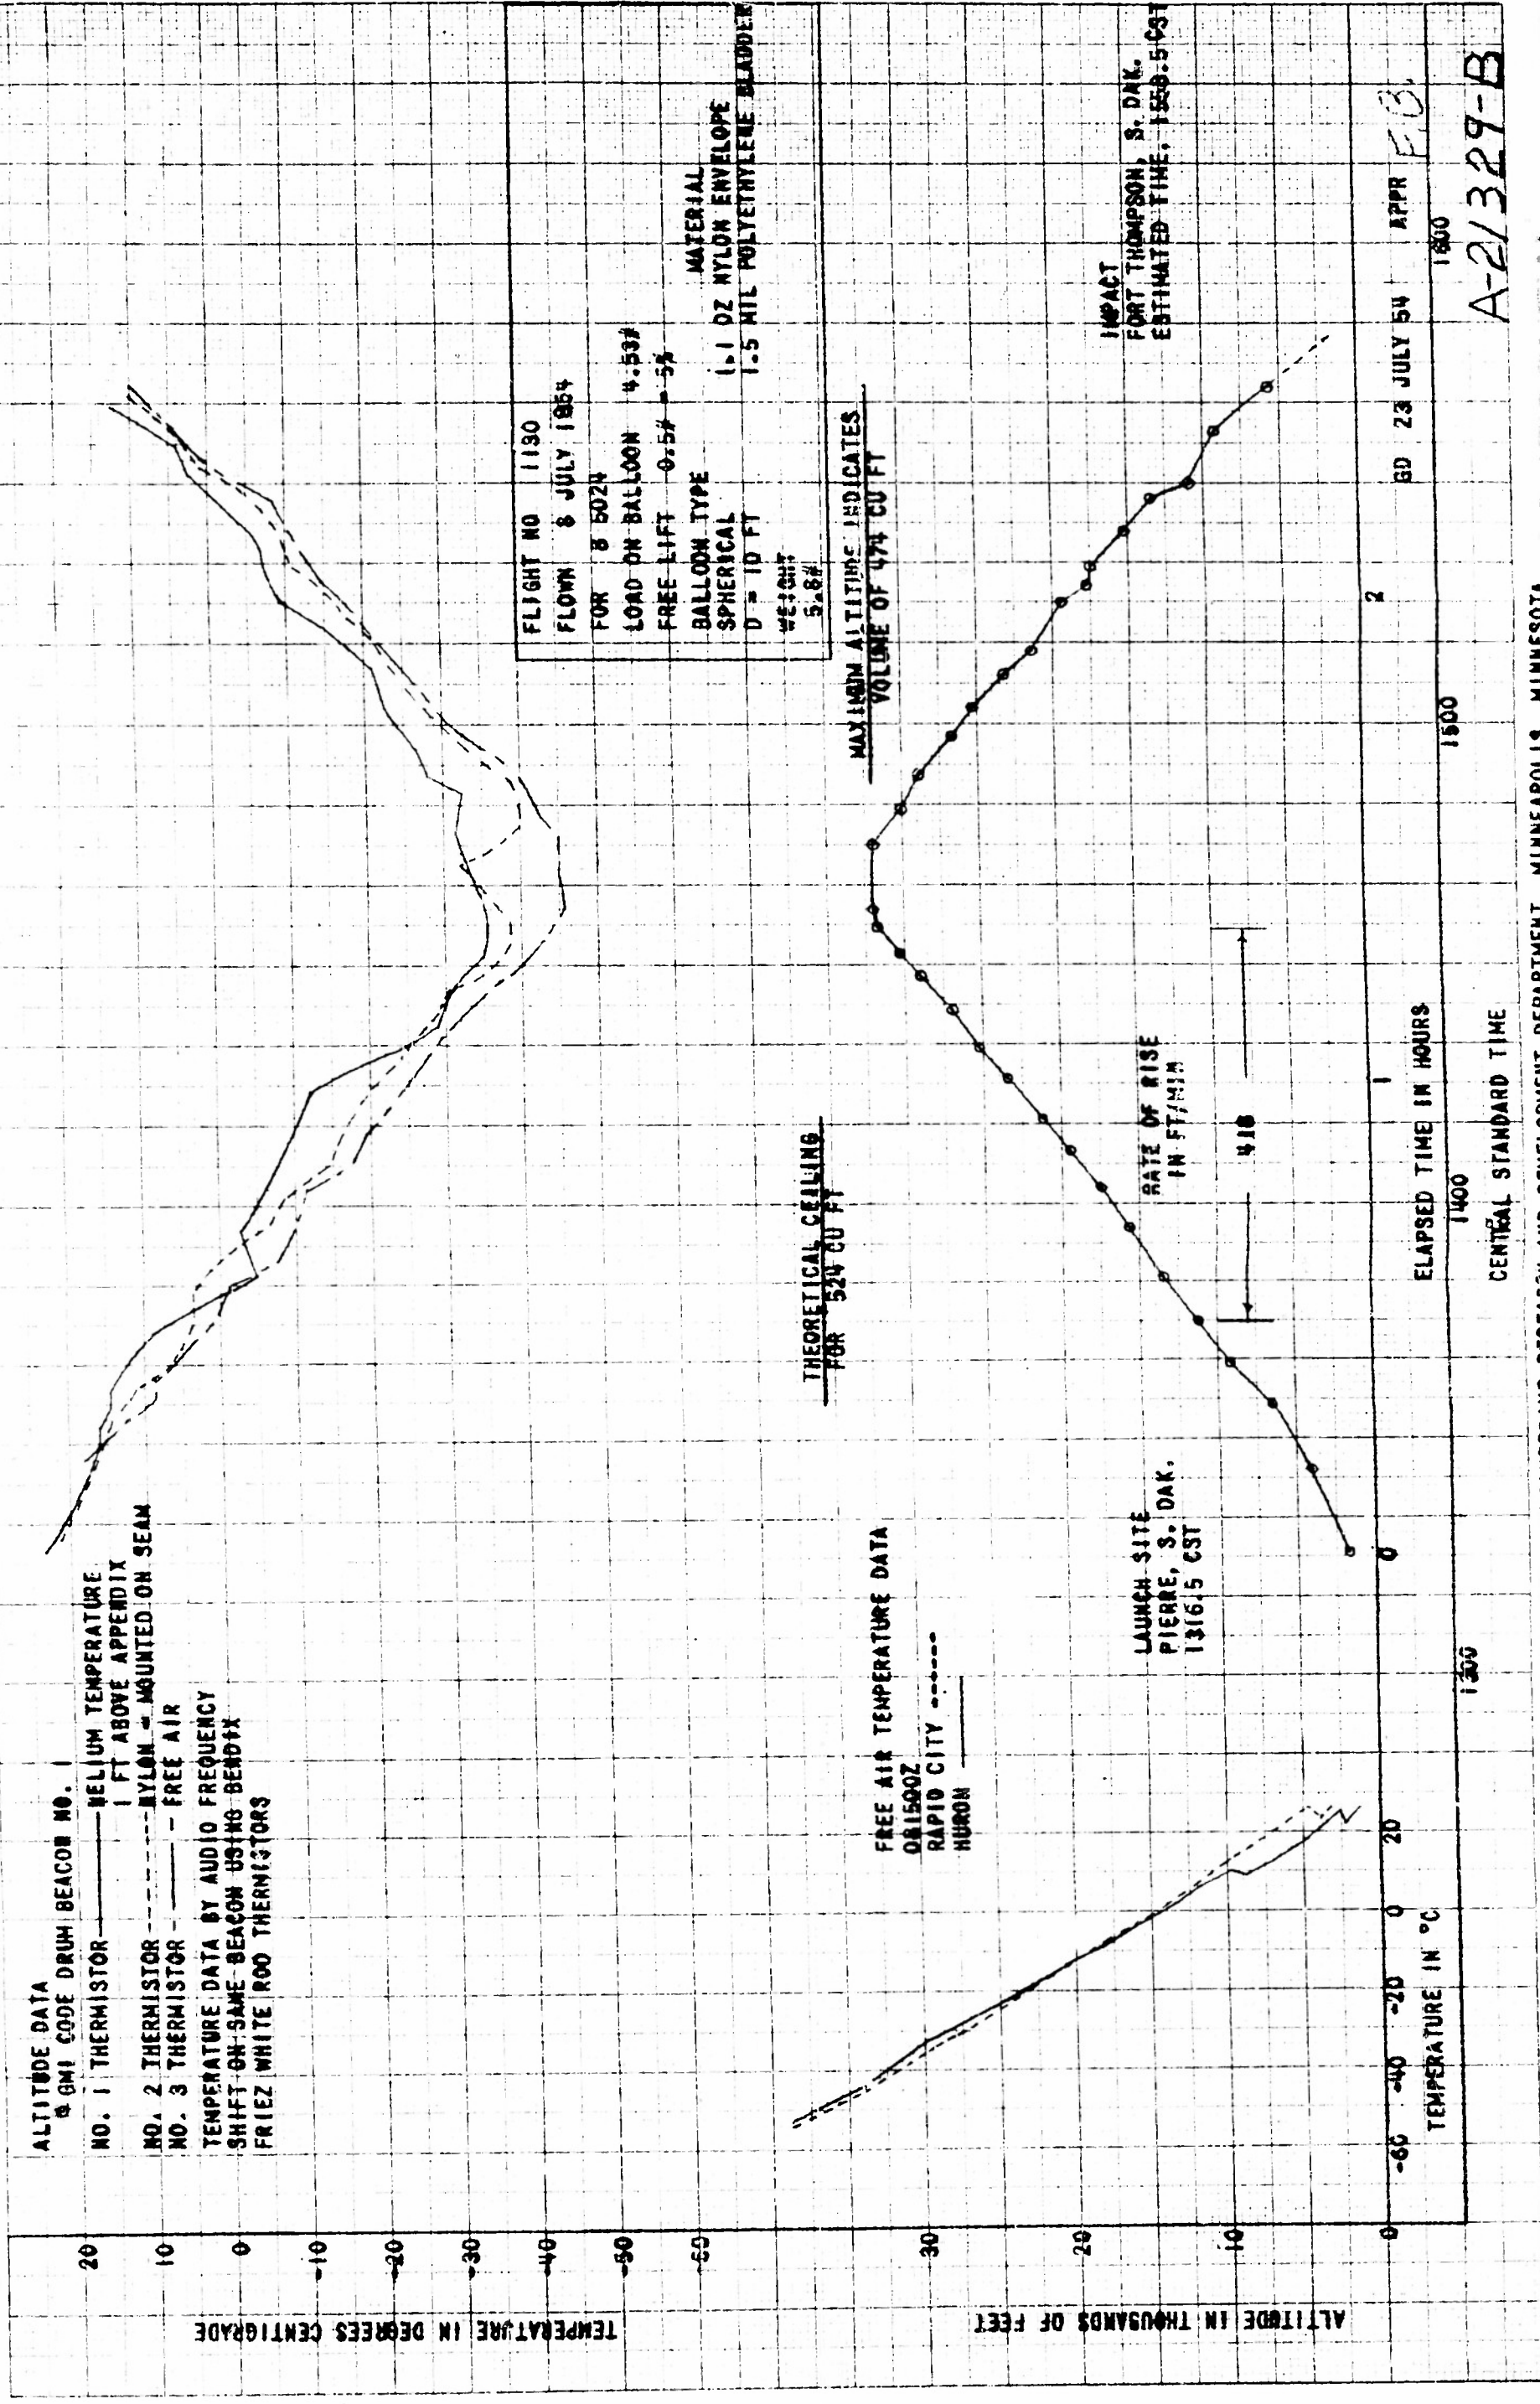 ALTITUDE DATA
@ GMI CODE DRUM BEACON NO. 1
NO. 1 THERMISTOR ——— HELIUM TEMPERATURE
1 FT ABOVE APPENDIX
NO. 2 THERMISTOR ------- NYLON - MOUNTED ON SEAM
NO. 3 THERMISTOR - —— - FREE AIR
TEMPERATURE DATA BY AUDIO FREQUENCY
SHIFT ON SAME BEACON USING BENDIX
FRIEZ WHITE ROD THERMISTORS
TEMPERATURE IN DEGREES CENTIGRADE
20
10
0
-10
-20
-30
-40
-50
-60
FLIGHT NO 1130
FLOWN 8 JULY 1954
FOR B 5024
LOAD ON BALLOON 4.53#
FREE LIFT 0.5# = 5%
BALLOON TYPE MATERIAL
SPHERICAL 1.1 OZ NYLON ENVELOPE
D = 10 FT 1.5 MIL POLYETHYLENE BLADDER
WEIGHT
5.8#
THEORETICAL CEILING
FOR 524 CU FT
MAXIMUM ALTITUDE INDICATES
VOLUME OF 474 CU FT
FREE AIR TEMPERATURE DATA
081500Z
RAPID CITY ------
HURON ———
ALTITUDE IN THOUSANDS OF FEET
30
20
10
0
LAUNCH SITE
PIERRE, S. DAK.
1316.5 CST
RATE OF RISE
IN FT/MIN
418
IMPACT
FORT THOMPSON, S. DAK.
ESTIMATED TIME, 1558.5 CST
-60 -40 -20 0 20
TEMPERATURE IN °C
0 1 2
ELAPSED TIME IN HOURS
GD 23 JULY 54 APPR
1300 1400 1500 1600
CENTRAL STANDARD TIME
A-21329-B
RESEARCH AND DEVELOPMENT DEPARTMENT, MINNEAPOLIS, MINNESOTA